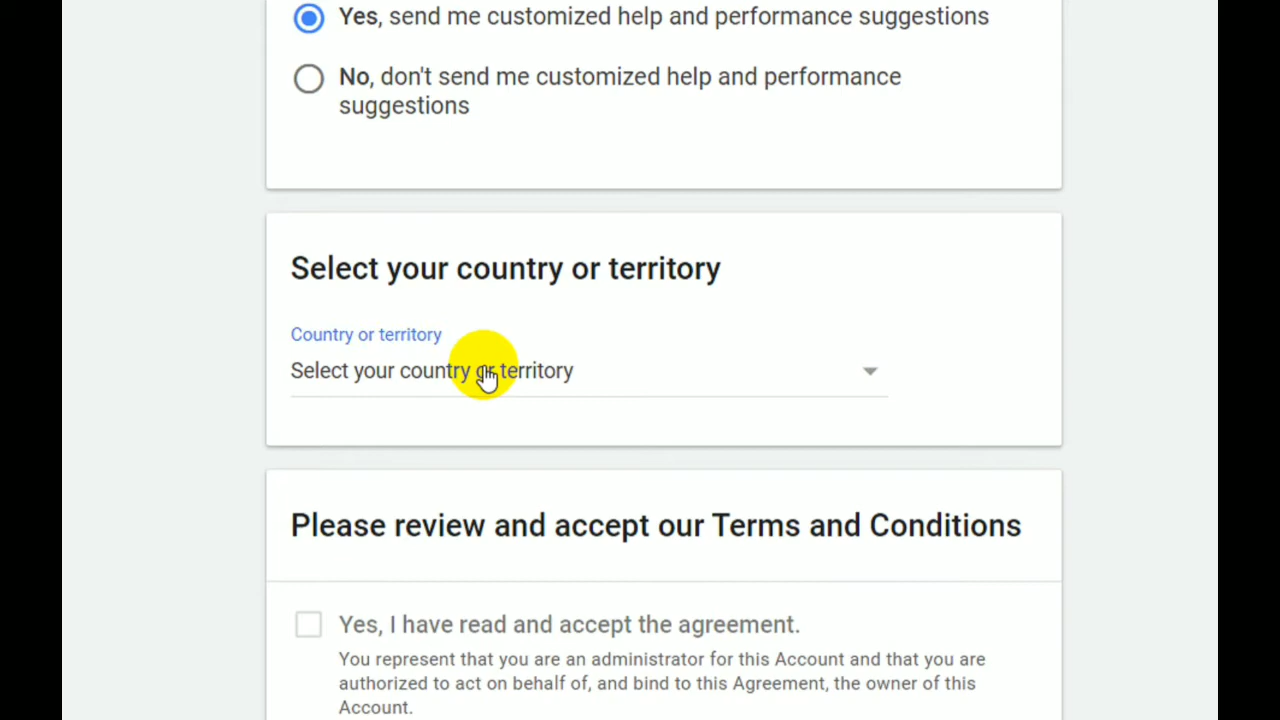 Yes, send me customized help and performance suggestions
No, don't send me customized help and performance
suggestions
Select your country or territory
Country or territory
Select your country or territory
Please review and accept our Terms and Conditions
Yes, I have read and accept the agreement.
You represent that you are an administrator for this Account and that you are
authorized to act on behalf of, and bind to this Agreement, the owner of this
Account.